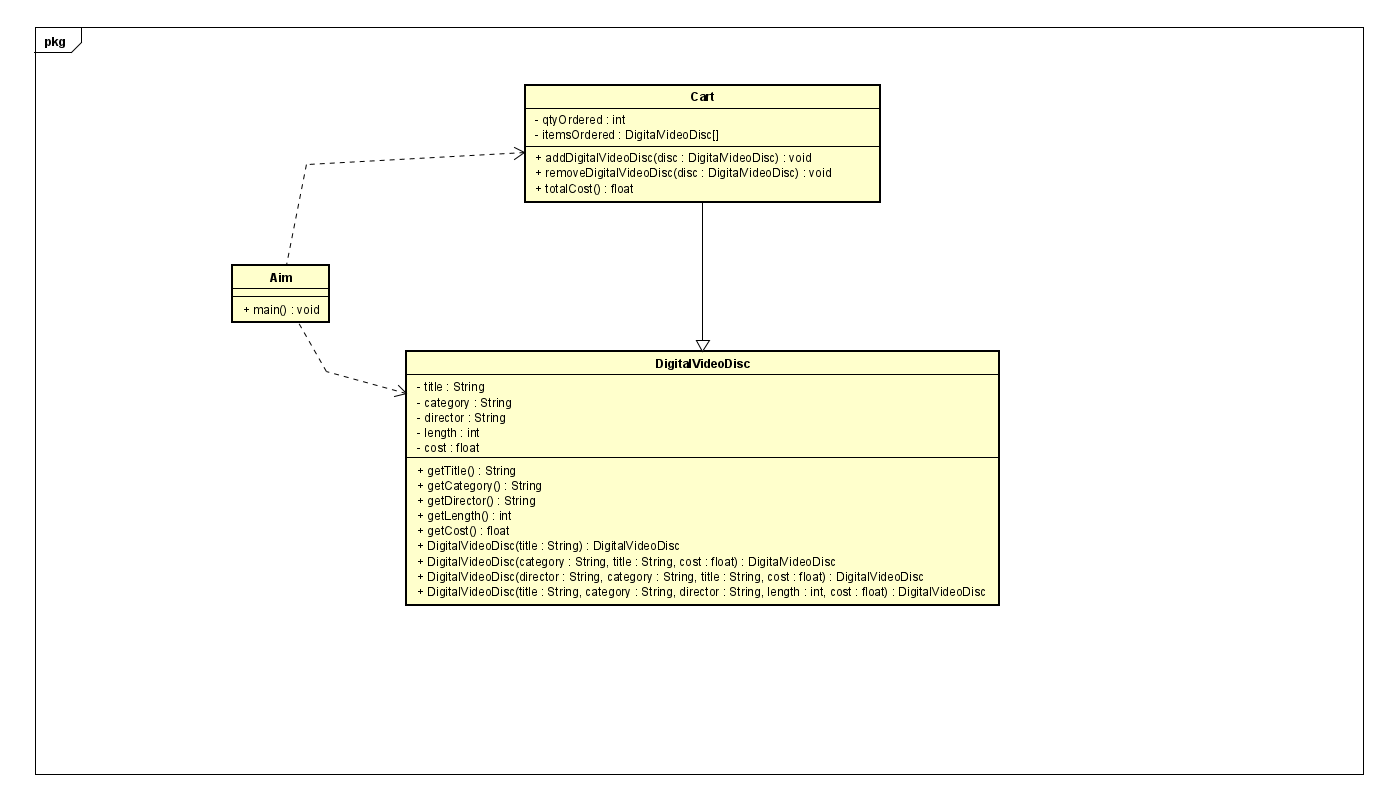 pkg
Cart
- qtyOrdered : int
- itemsOrdered : DigitalVideoDisc[]
+ addDigitalVideoDisc(disc : DigitalVideoDisc) : void
+ removeDigitalVideoDisc(disc : DigitalVideoDisc) : void
+ totalCost() : float
Aim
+ main() : void
DigitalVideoDisc
- title : String
- category : String
- director : String
- length : int
- cost : float
+ getTitle() : String
+ getCategory() : String
+ getDirector() : String
+ getLength() : int
+ getCost() : float
+ DigitalVideoDisc(title : String) : DigitalVideoDisc
+ DigitalVideoDisc(category : String, title : String, cost : float) : DigitalVideoDisc
+ DigitalVideoDisc(director : String, category : String, title : String, cost : float) : DigitalVideoDisc
+ DigitalVideoDisc(title : String, category : String, director : String, length : int, cost : float) : DigitalVideoDisc